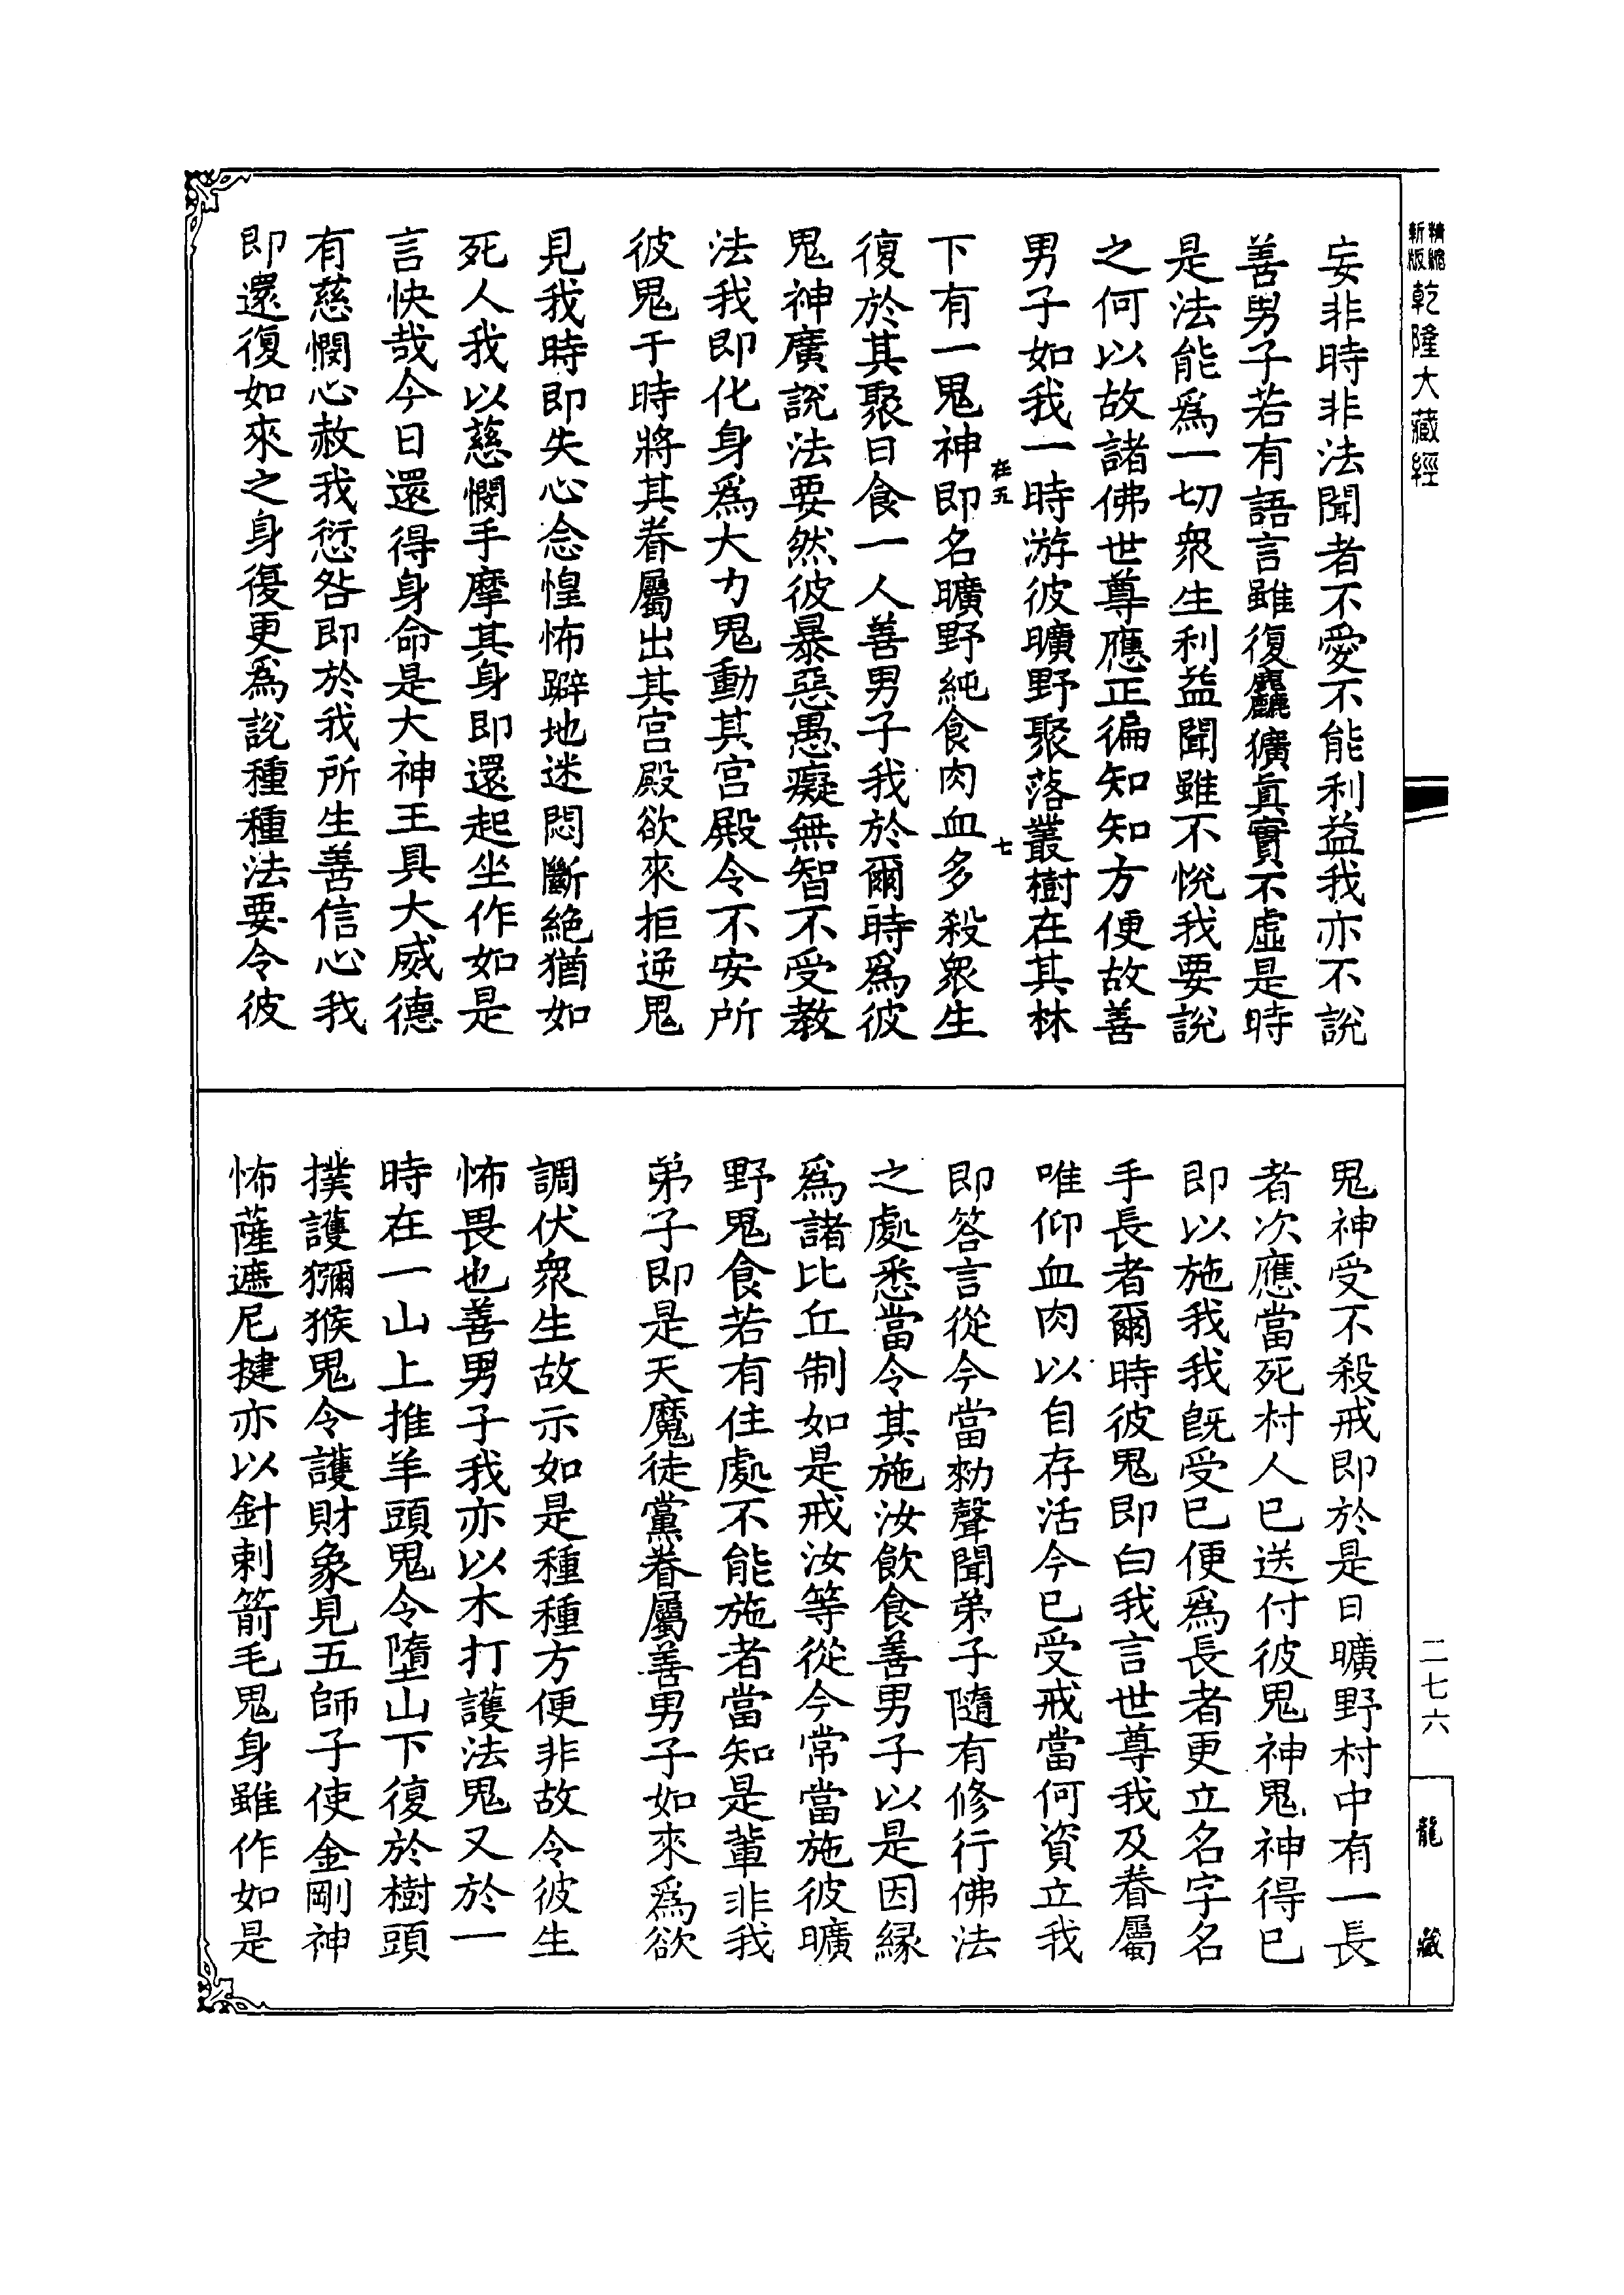 精縮新版
乾隆大藏經
妄非時非法聞者不愛不能利益我亦不說
善男子若有語言雖復麤獷真實不虛是時
是法能爲一切衆生利益聞雖不悅我要說
之何以故諸佛世尊應正徧知知方便故善
男子如我一時游彼曠野聚落叢樹在其林
在五
七
下有一鬼神即名曠野純食肉血多殺衆生
復於其聚日食一人善男子我於爾時爲彼
鬼神廣說法要然彼暴惡愚癡無智不受教
法我即化身爲大力鬼動其宮殿令不安所
彼鬼于時將其眷屬出其宮殿欲來拒逆鬼
見我時即失心念惶怖躃地迷悶斷絕猶如
死人我以慈憫手摩其身即還起坐作如是
言快哉今日還得身命是大神王具大威德
有慈憫心赦我愆咎即於我所生善信心我
即還復如來之身復更爲說種種法要令彼
鬼神受不殺戒即於是日曠野村中有一長
者次應當死村人已送付彼鬼神鬼神得已
即以施我我既受已便爲長者更立名字名
手長者爾時彼鬼即白我言世尊我及眷屬
唯仰血肉以自存活今已受戒當何資立我
即答言從今當勑聲聞弟子隨有修行佛法
之處悉當令其施汝飲食善男子以是因緣
爲諸比丘制如是戒汝等從今常當施彼曠
野鬼食若有住處不能施者當知是輩非我
弟子即是天魔徒黨眷屬善男子如來爲欲
調伏衆生故示如是種種方便非故令彼生
怖畏也善男子我亦以木打護法鬼又於一
時在一山上推羊頭鬼令墮山下復於樹頭
撲護獼猴鬼令護財象見五師子使金剛神
怖薩遮尼揵亦以針刺箭毛鬼身雖作如是
二七六
龍藏